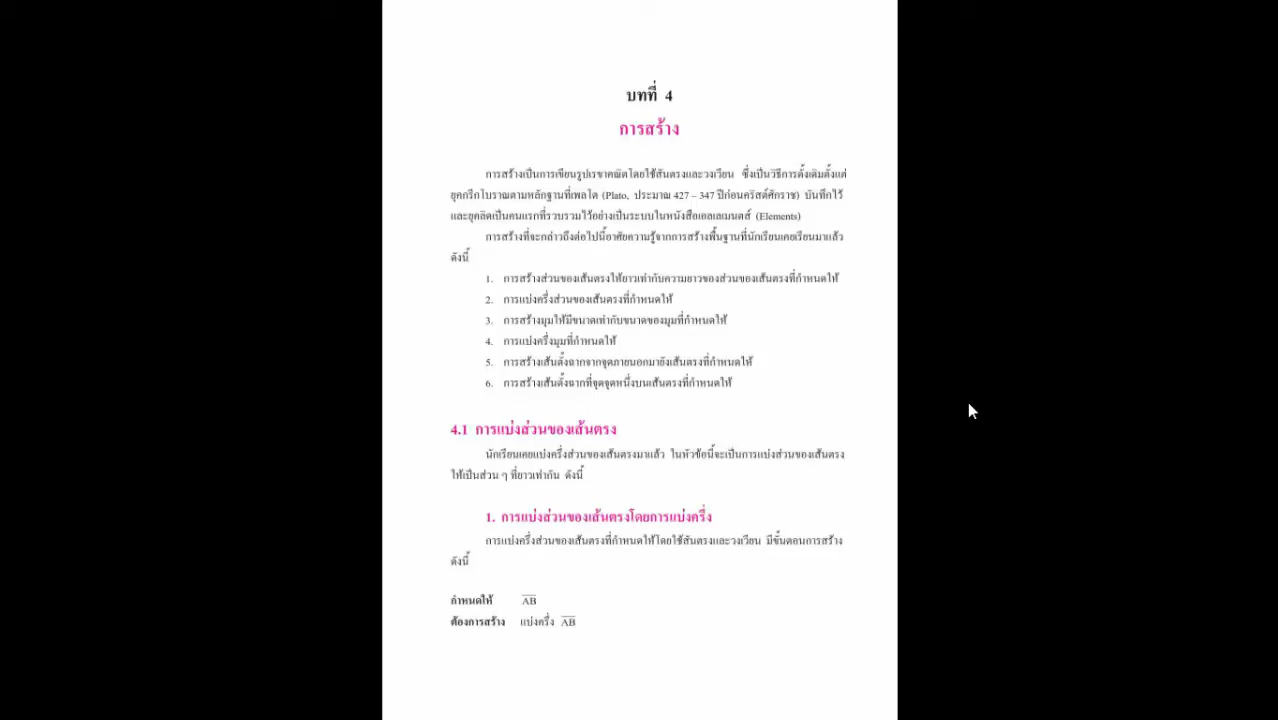 บทที่ 4
การสร้าง
การสร้างเป็นการเขียนรูปเรขาคณิตโดยใช้สันตรงและวงเวียน ซึ่งเป็นวิธีการดั้งเดิมตั้งแต่
ยุคกรีกโบราณตามหลักฐานที่เพลโต (Plato, ประมาณ 427 – 347 ปีก่อนคริสต์ศักราช) บันทึกไว้
และยุคลิดเป็นคนแรกที่รวบรวมไว้อย่างเป็นระบบในหนังสือเอลเลเมนตส์ (Elements)
การสร้างที่จะกล่าวถึงต่อไปนี้อาศัยความรู้จากการสร้างพื้นฐานที่นักเรียนเคยเรียนมาแล้ว
ดังนี้
1. การสร้างส่วนของเส้นตรงให้ยาวเท่ากับความยาวของส่วนของเส้นตรงที่กำหนดให้
2. การแบ่งครึ่งส่วนของเส้นตรงที่กำหนดให้
3. การสร้างมุมให้มีขนาดเท่ากับขนาดของมุมที่กำหนดให้
4. การแบ่งครึ่งมุมที่กำหนดให้
5. การสร้างเส้นตั้งฉากจากจุดภายนอกมายังเส้นตรงที่กำหนดให้
6. การสร้างเส้นตั้งฉากที่จุดจุดหนึ่งบนเส้นตรงที่กำหนดให้
4.1 การแบ่งส่วนของเส้นตรง
นักเรียนเคยแบ่งครึ่งส่วนของเส้นตรงมาแล้ว ในหัวข้อนี้จะเป็นการแบ่งส่วนของเส้นตรง
ให้เป็นส่วน ๆ ที่ยาวเท่ากัน ดังนี้
1. การแบ่งส่วนของเส้นตรงโดยการแบ่งครึ่ง
การแบ่งครึ่งส่วนของเส้นตรงที่กำหนดให้โดยใช้สันตรงและวงเวียน มีขั้นตอนการสร้าง
ดังนี้
กำหนดให้ A̅B̅
ต้องการสร้าง แบ่งครึ่ง A̅B̅